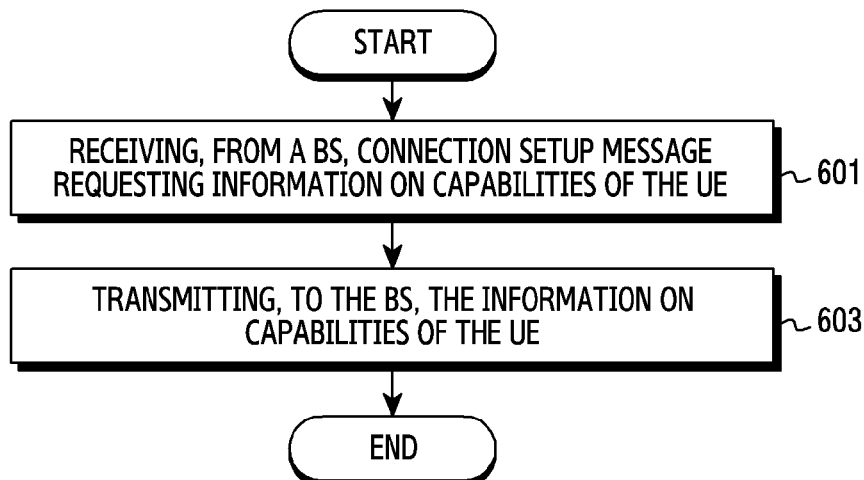 START
RECEIVING, FROM A BS, CONNECTION SETUP MESSAGE
REQUESTING INFORMATION ON CAPABILITIES OF THE UE
601
TRANSMITTING, TO THE BS, THE INFORMATION ON
CAPABILITIES OF THE UE
603
END